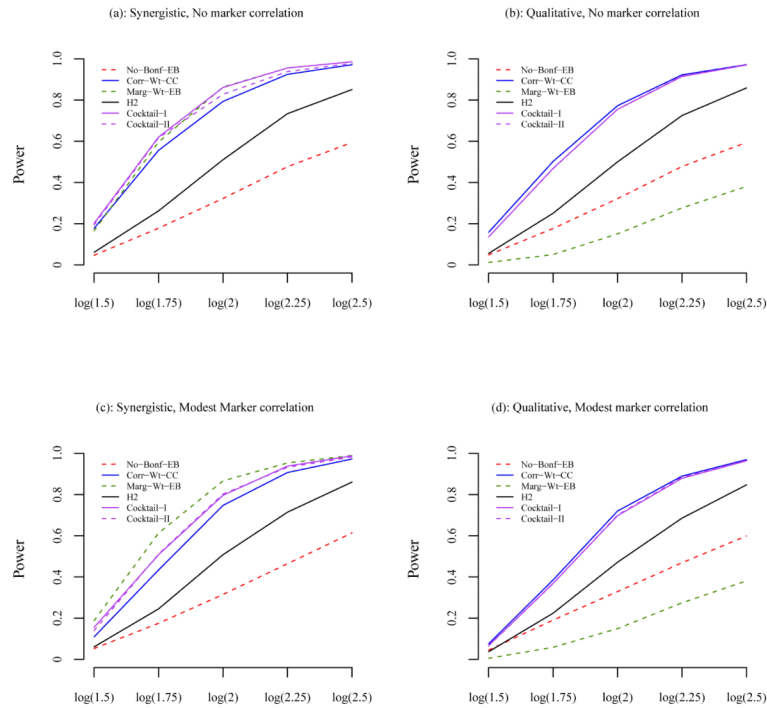 (a): Synergistic, No marker correlation
Power
1.0
0.8
0.6
0.4
0.2
0
No−Bonf−EB
Corr−Wt−CC
Marg−Wt−EB
H2
Cocktail−I
Cocktail−II
log(1.5) log(1.75) log(2) log(2.25) log(2.5)
(b): Qualitative, No marker correlation
Power
1.0
0.8
0.6
0.4
0.2
0
No−Bonf−EB
Corr−Wt−CC
Marg−Wt−EB
H2
Cocktail−I
Cocktail−II
log(1.5) log(1.75) log(2) log(2.25) log(2.5)
(c): Synergistic, Modest Marker correlation
Power
1.0
0.8
0.6
0.4
0.2
0
No−Bonf−EB
Corr−Wt−CC
Marg−Wt−EB
H2
Cocktail−I
Cocktail−II
log(1.5) log(1.75) log(2) log(2.25) log(2.5)
(d): Qualitative, Modest marker correlation
Power
1.0
0.8
0.6
0.4
0.2
0
No−Bonf−EB
Corr−Wt−CC
Marg−Wt−EB
H2
Cocktail−I
Cocktail−II
log(1.5) log(1.75) log(2) log(2.25) log(2.5)